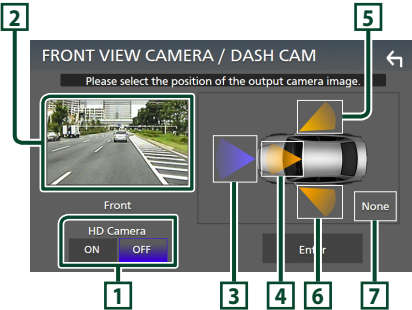 2
5
FRONT VIEW CAMERA / DASH CAM
Please select the position of the output camera image.
Front
HD Camera
ON OFF
None
Enter
1
3
4
6
7